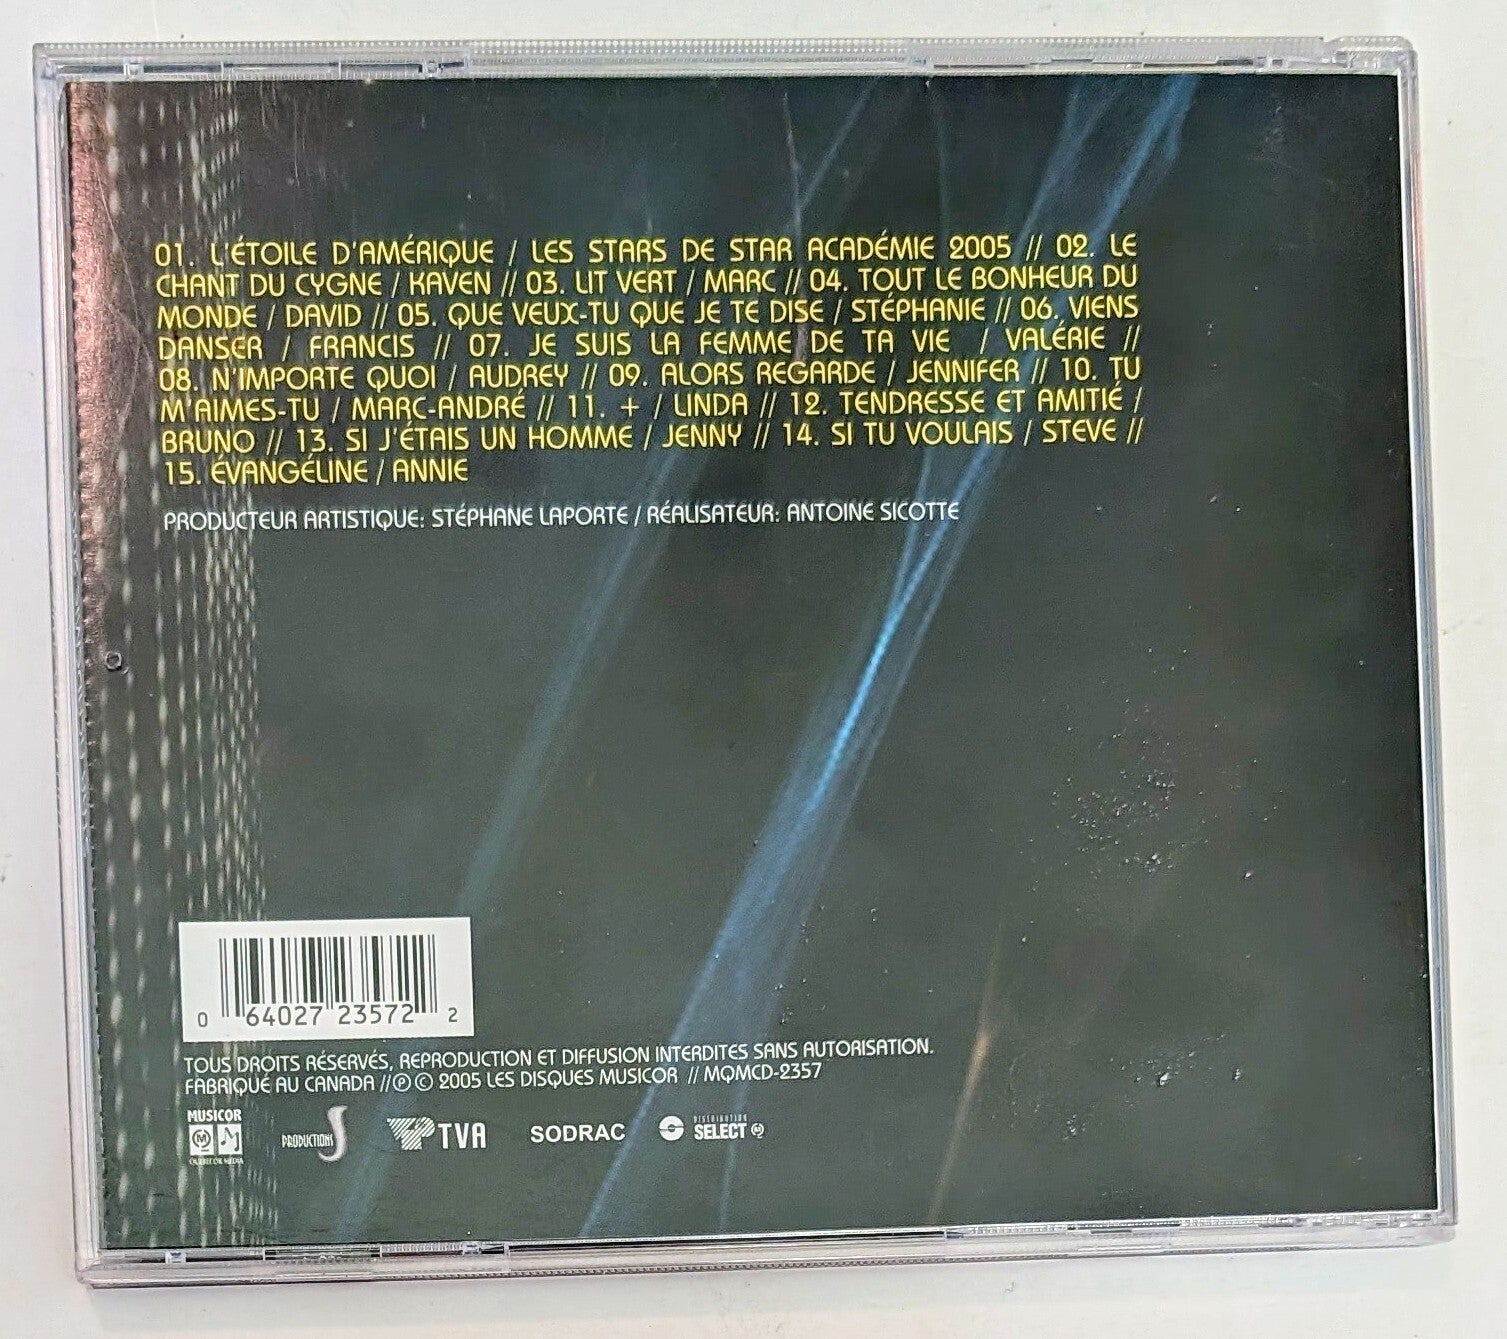 01. L'ÉTOILE D'AMÉRIQUE / LES STARS DE STAR ACADÉMIE 2005 // 02. LE
CHANT DU CYGNE / KAVEN // 03. LIT VERT / MARC // 04. TOUT LE BONHEUR DU
MONDE / DAVID // 05. QUE VEUX-TU QUE JE TE DISE / STÉPHANIE // 06. VIENS
DANSER / FRANCIS // 07. JE SUIS LA FEMME DE TA VIE / VALÉRIE //
08. N'IMPORTE QUOI / AUDREY // 09. ALORS REGARDE / JENNIFER // 10. TU
M'AIMES-TU / MARC-ANDRÉ // 11. + / LINDA // 12. TENDRESSE ET AMITIÉ /
BRUNO // 13. SI J'ÉTAIS UN HOMME / JENNY // 14. SI TU VOULAIS / STEVE //
15. ÉVANGÉLINE / ANNIE
PRODUCTEUR ARTISTIQUE: STÉPHANE LAPORTE / RÉALISATEUR: ANTOINE SICOTTE
0 64027 23572 2
TOUS DROITS RÉSERVÉS, REPRODUCTION ET DIFFUSION INTERDITES SANS AUTORISATION.
FABRIQUÉ AU CANADA //℗ © 2005 LES DISQUES MUSICOR // MQMCD-2357
MUSICOR
QUEBECOR MEDIA
PRODUCTIONS J
TVA
SODRAC
DISTRIBUTION
SELECT